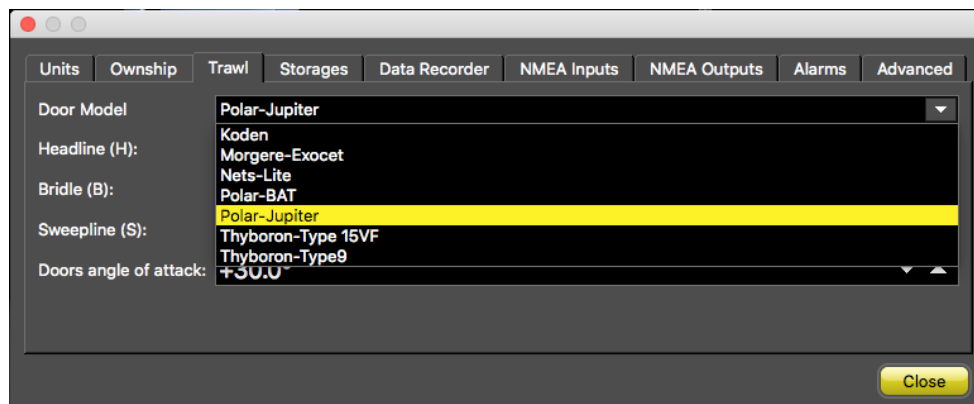 Units Ownship Trawl Storages Data Recorder NMEA Inputs NMEA Outputs Alarms Advanced
Door Model Polar-Jupiter
Koden
Headline (H):
Morgere-Exocet
Nets-Lite
Bridle (B):
Polar-BAT
Polar-Jupiter
Sweepline (S):
Thyboron-Type 15VF
Thyboron-Type9
Doors angle of attack: +30.0°
Close